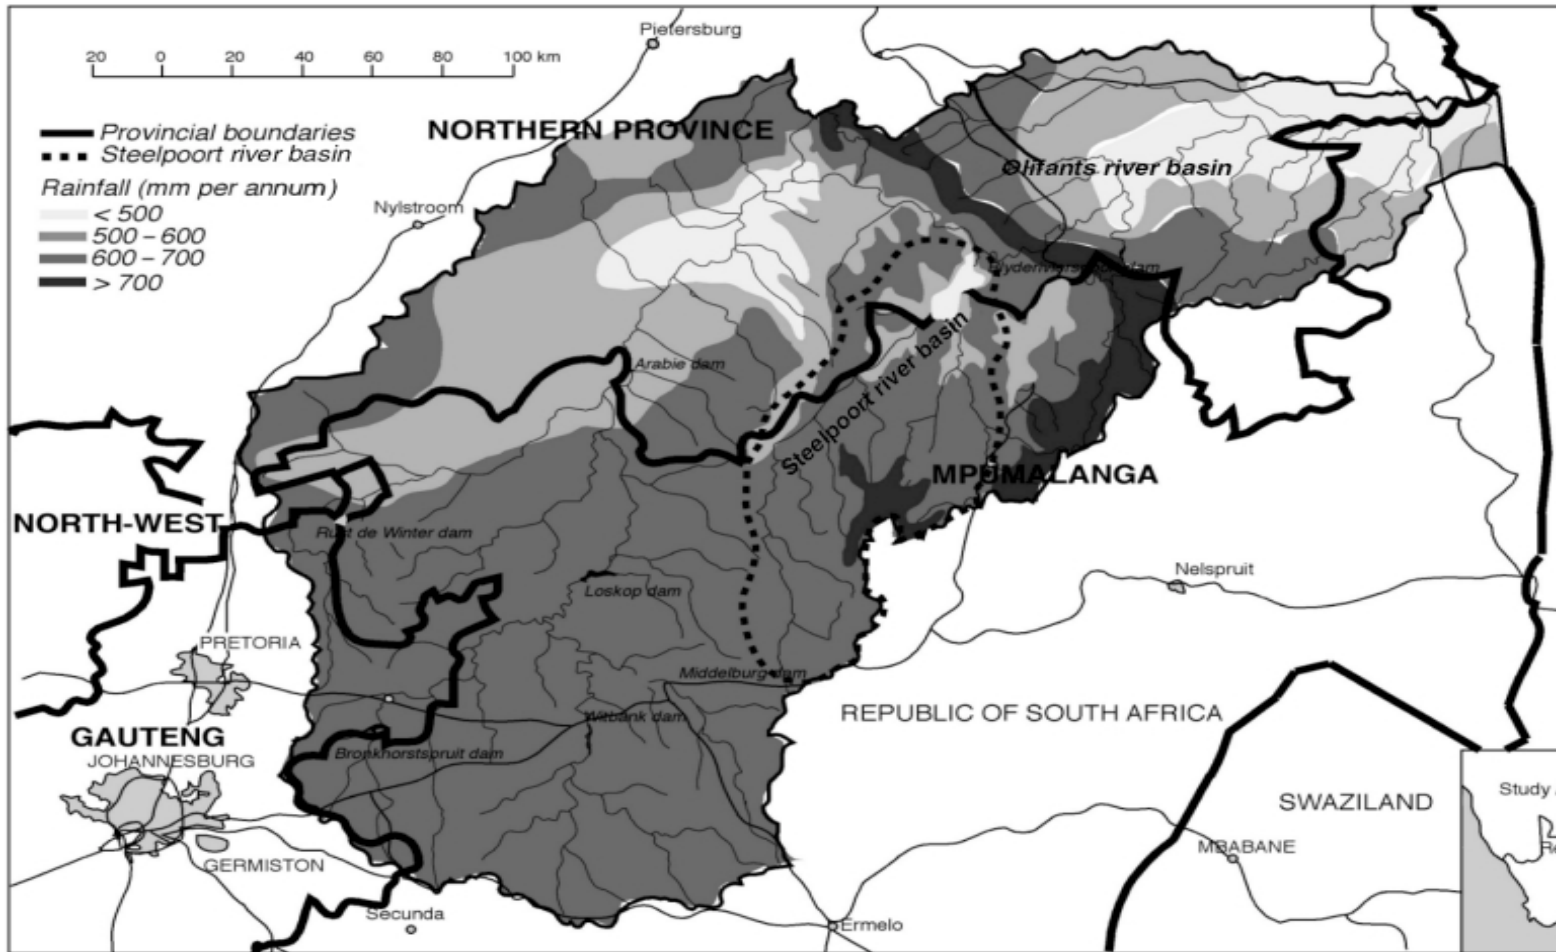 Pietersburg
20 0 20 40 60 80 100 km
NORTHERN PROVINCE
Provincial boundaries
Steelpoort river basin
Rainfall (mm per annum)
< 500
500 – 600
600 – 700
> 700
Olifants river basin
Nylstroom
Arabie dam
Steelpoort river basin
MPUMALANGA
NORTH-WEST
Rust de Winter dam
Loskop dam
Nelspruit
PRETORIA
Middelburg dam
REPUBLIC OF SOUTH AFRICA
Witbank dam
GAUTENG
Bronkhorstspruit dam
JOHANNESBURG
Study
SWAZILAND
MBABANE
GERMISTON
Secunda
Ermelo